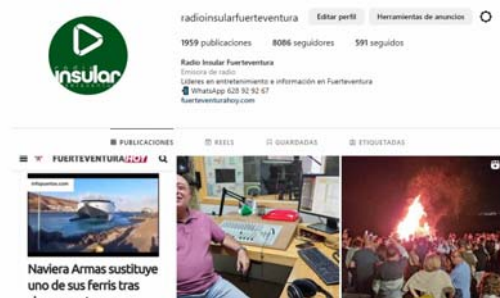 radioinsularfuerteventura Editar perfil Herramientas de anuncios
1959 publicaciones 8086 seguidores 591 seguidos
Radio Insular Fuerteventura
Emisora de radio
Líderes en entretenimiento e información en Fuerteventura
WhatsApp 628 92 92 67
fuerteventurahoy.com
insular
PUBLICACIONES REELS GUARDADAS ETIQUETADAS
FUERTEVENTURAHOY
infopuertos.com
Naviera Armas sustituye
uno de sus ferris tras